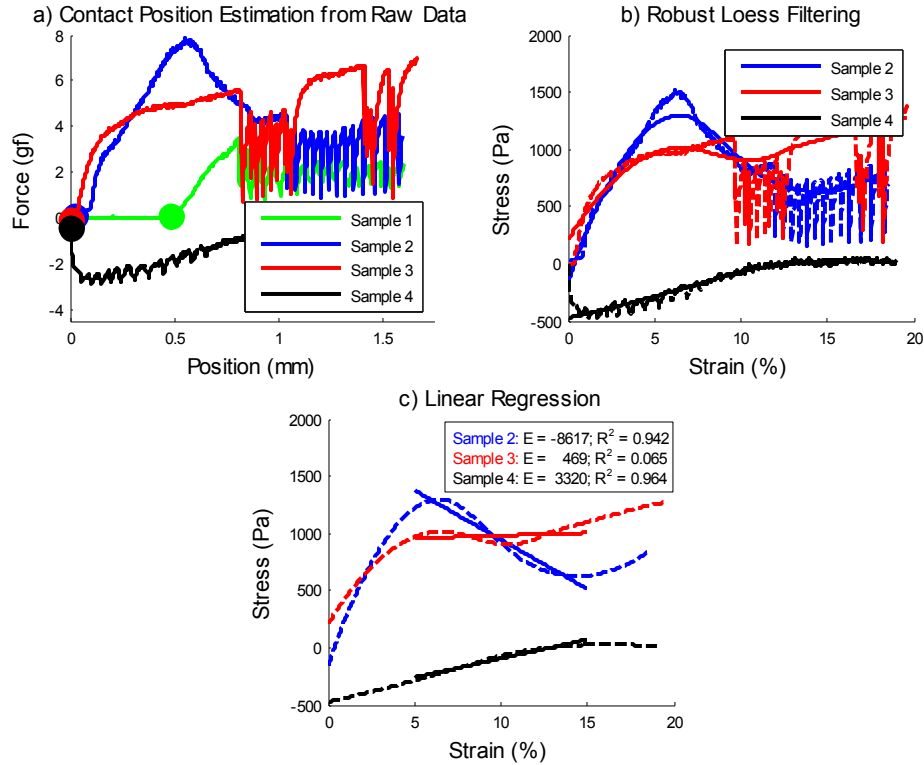 a) Contact Position Estimation from Raw Data
8
6
4
2
0
-2
-4
Force (gf)
0
0.5
1
1.5
Position (mm)
Sample 1
Sample 2
Sample 3
Sample 4
b) Robust Loess Filtering
2000
1500
1000
500
0
-500
Stress (Pa)
0
5
10
15
20
Strain (%)
Sample 2
Sample 3
Sample 4
c) Linear Regression
2000
1500
1000
500
0
-500
Stress (Pa)
0
5
10
15
20
Strain (%)
Sample 2: E = -8617; R² = 0.942
Sample 3: E = 469; R² = 0.065
Sample 4: E = 3320; R² = 0.964